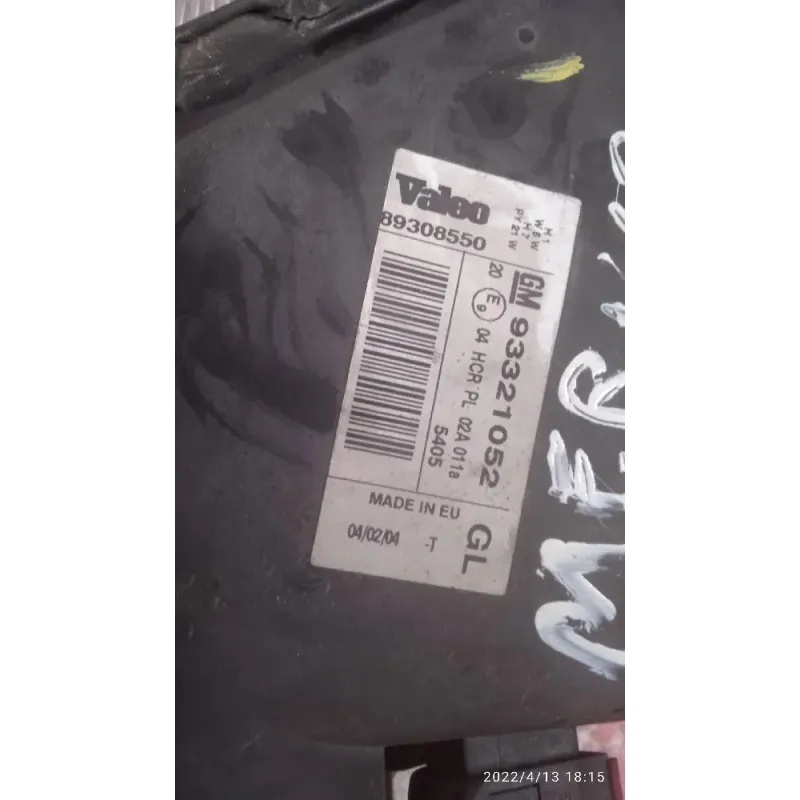 Valeo
89308550
H1
W5W
H7
PY21W
GM 93321052 GL
20 E9 04 HCR PL 02A 0118
5405
MADE IN EU
04/02/04 -T
2022/4/13 18:15